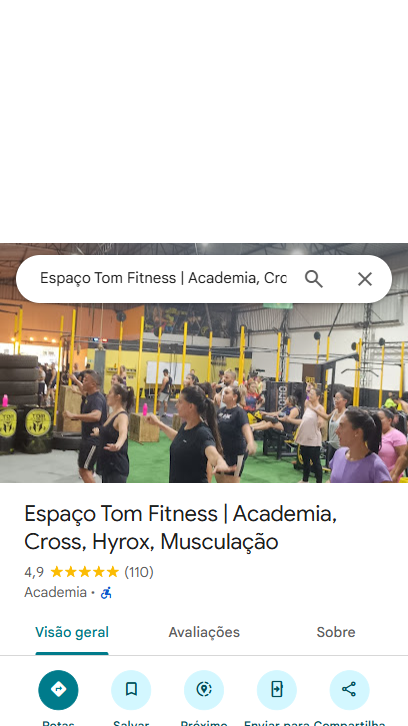 Espaço Tom Fitness | Academia, Cro
TOM
Espaço Tom Fitness | Academia,
Cross, Hyrox, Musculação
4,9 (110)
Academia •
Visão geral Avaliações Sobre
Rotas Salvar Próximo Enviar para Compartilha